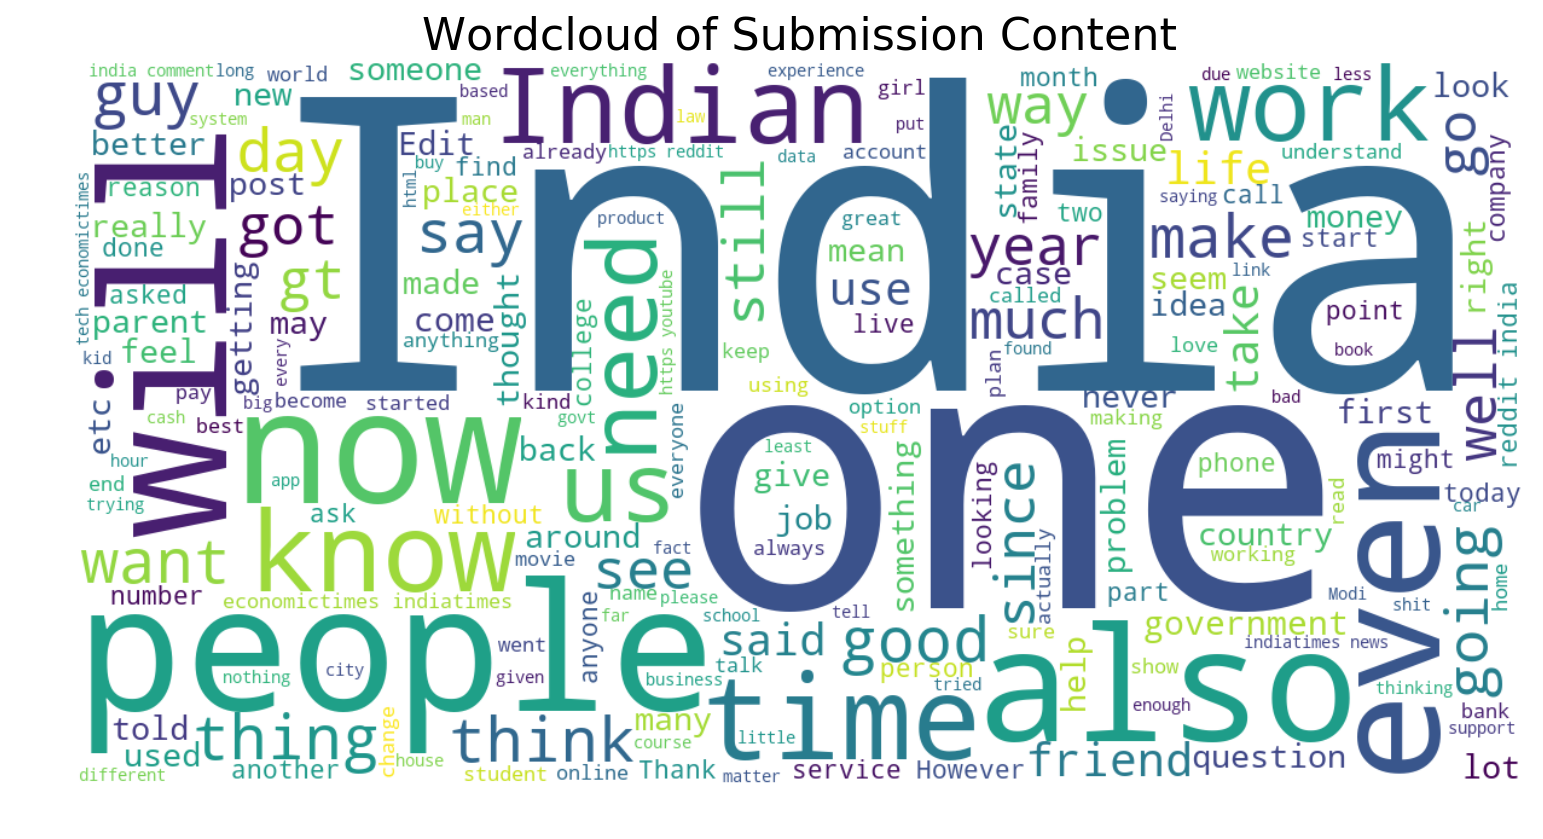 Wordcloud of Submission Content
india comment
long
world
someone
everything
experience
girl
month
due
website
less
look
guy
new
based
Indian
way
Delhi
work
go
system
man
law
put
better
day
Edit
already
https reddit
data
account
state
family
issue
understand
company
reason
post
html
buy
find
place
either
still
life
saying
call
really
done
got
say
product
great
two
money
start
India
will
tech economictimes
asked
gt
made
thought
need
mean
use
year
case
make
seem
link
right
parent
getting
may
come
college
https youtube
live
called
much
idea
take
point
feel
anything
keep
found
love
book
reddit india
kid
every
pay
cash
best
big
become
started
kind
govt
using
plan
never
bad
well
etc
now
back
everyone
option
stuff
making
first
hour
end
trying
app
us
least
give
something
looking
since
problem
phone
might
today
ask
without
job
one
read
car
know
around
always
country
working
even
going
want
movie
see
fact
actually
number
economictimes indiatimes
name
please
part
Modi
shit
home
people
anyone
far
school
tell
said
good
sure
government
went
indiatimes news
nothing
city
given
talk
business
person
tried
help
show
also
thinking
told
thing
change
think
many
time
enough
bank
used
course
little
support
different
another
house
student
online
Thank
matter
service
However
friend
question
lot